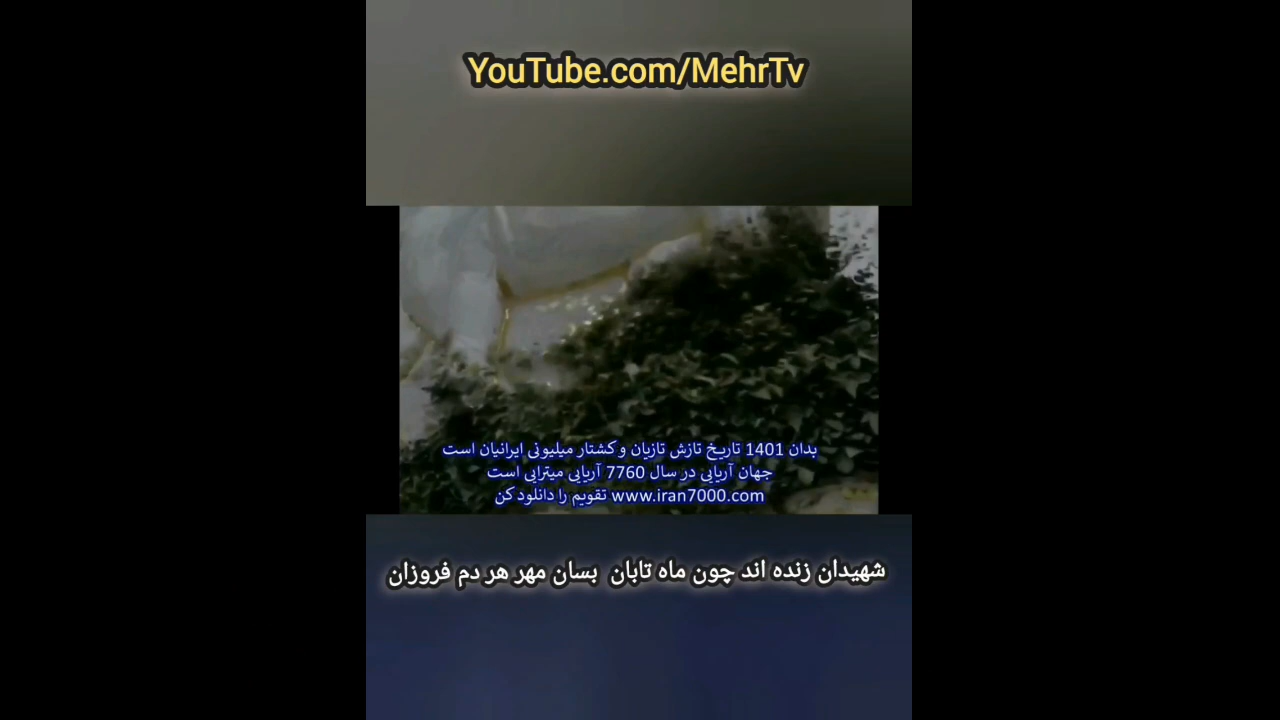 YouTube.com/MehrTv
بدان 1401 تاریخ تازش تازیان و کشتار میلیونی ایرانیان است
جهان آریایی در سال 7760 آریایی میترایی است
www.iran7000.com تقویم را دانلود کن
شهیدان زنده اند چون ماه تابان بسان مهر هر دم فروزان